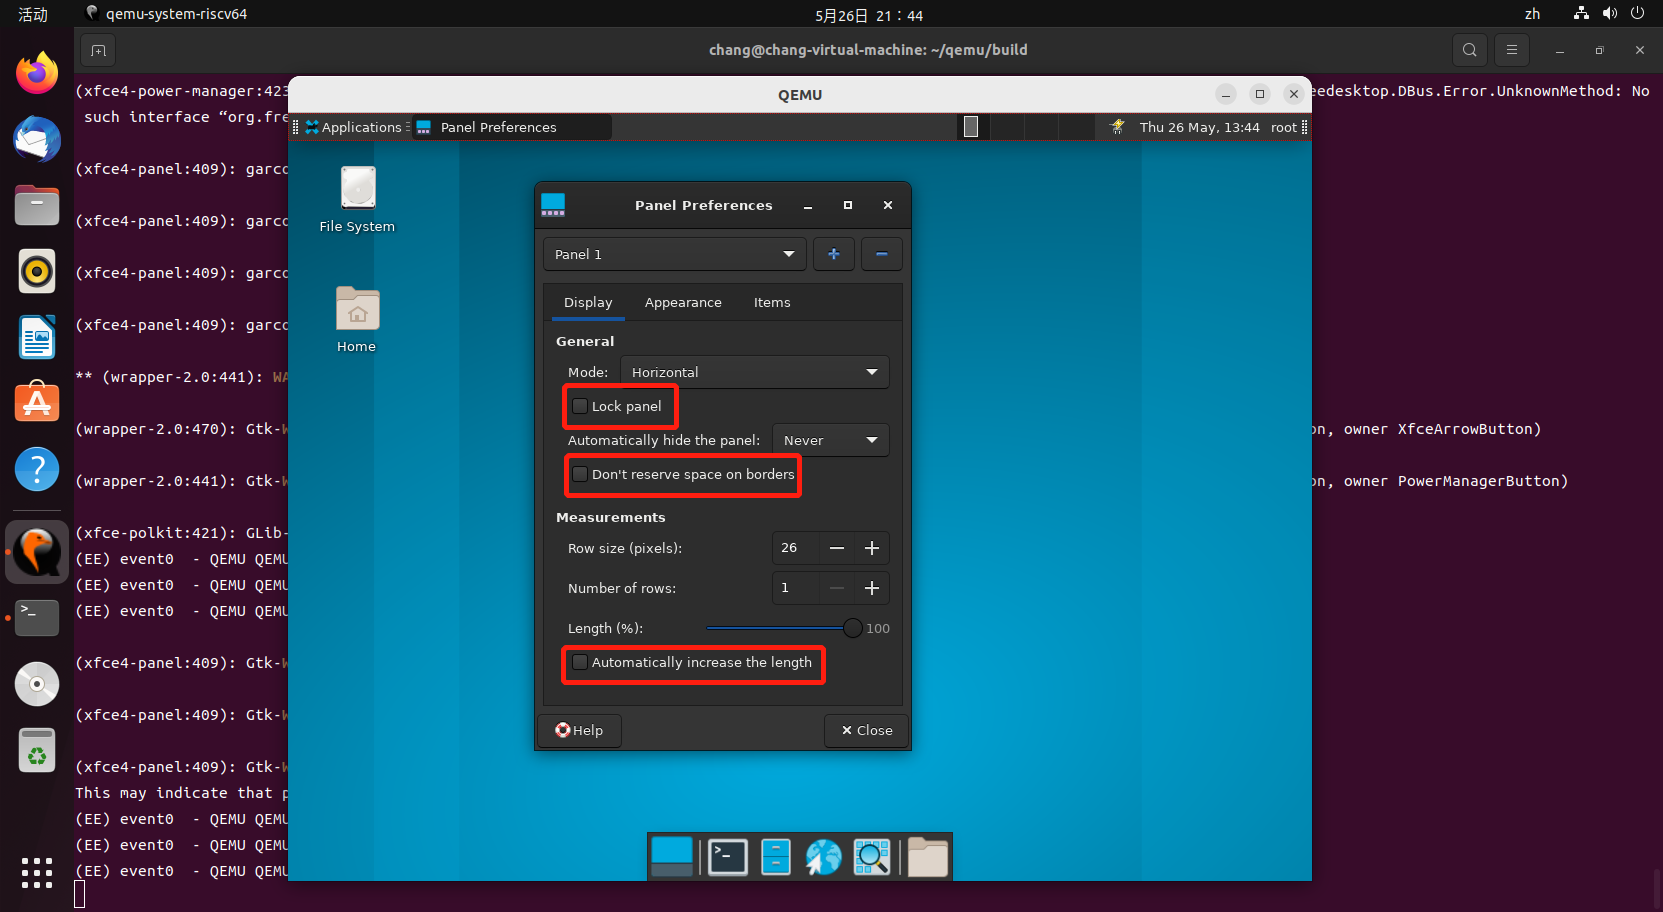 活动
qemu-system-riscv64
5月26日 21：44
zh
chang@chang-virtual-machine: ~/qemu/build
(xfce4-power-manager:423
eedesktop.DBus.Error.UnknownMethod: No
such interface “org.fre
(xfce4-panel:409): garco
(xfce4-panel:409): garco
(xfce4-panel:409): garco
(xfce4-panel:409): garco
** (wrapper-2.0:441): WA
(wrapper-2.0:470): Gtk-W
on, owner XfceArrowButton)
(wrapper-2.0:441): Gtk-W
on, owner PowerManagerButton)
(xfce-polkit:421): GLib-
(EE) event0 - QEMU QEMU
(EE) event0 - QEMU QEMU
(EE) event0 - QEMU QEMU
(xfce4-panel:409): Gtk-W
(xfce4-panel:409): Gtk-W
(xfce4-panel:409): Gtk-W
This may indicate that p
(EE) event0 - QEMU QEMU
(EE) event0 - QEMU QEMU
(EE) event0 - QEMU QEMU
QEMU
Applications
Panel Preferences
Thu 26 May, 13:44
root
File System
Home
Panel Preferences
Panel 1
Display
Appearance
Items
General
Mode:
Horizontal
Lock panel
Automatically hide the panel:
Never
Don't reserve space on borders
Measurements
Row size (pixels):
26
Number of rows:
1
Length (%):
100
Automatically increase the length
Help
Close